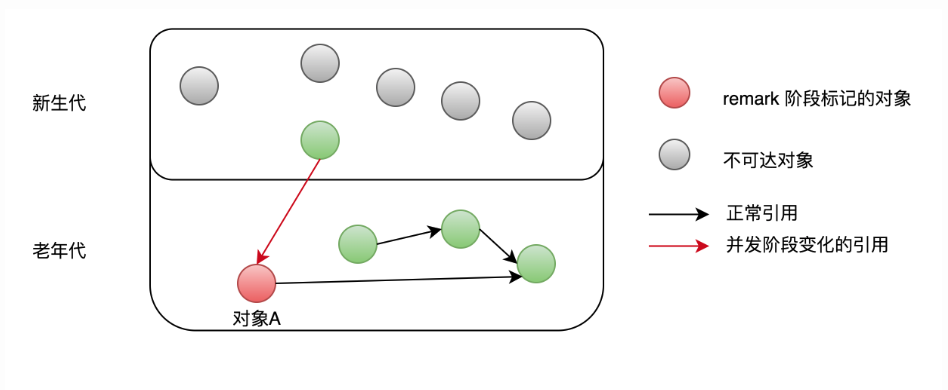 新生代
remark 阶段标记的对象
不可达对象
正常引用
老年代
并发阶段变化的引用
对象A